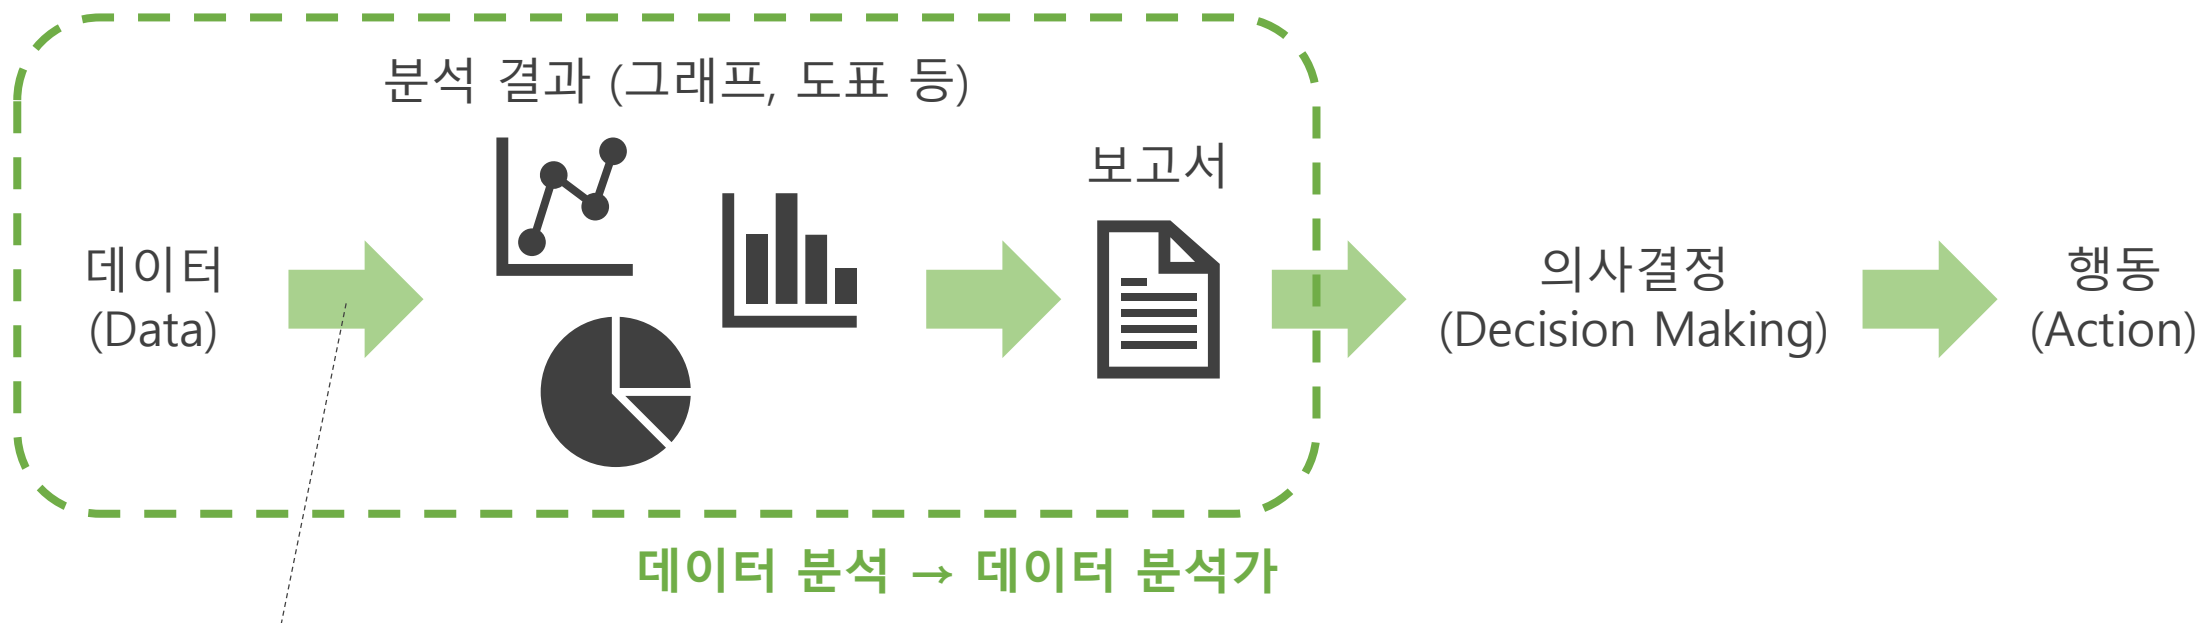 분석 결과 (그래프, 도표 등)
보고서
데이터
(Data)
의사결정
(Decision Making)
행동
(Action)
데이터 분석 → 데이터 분석가